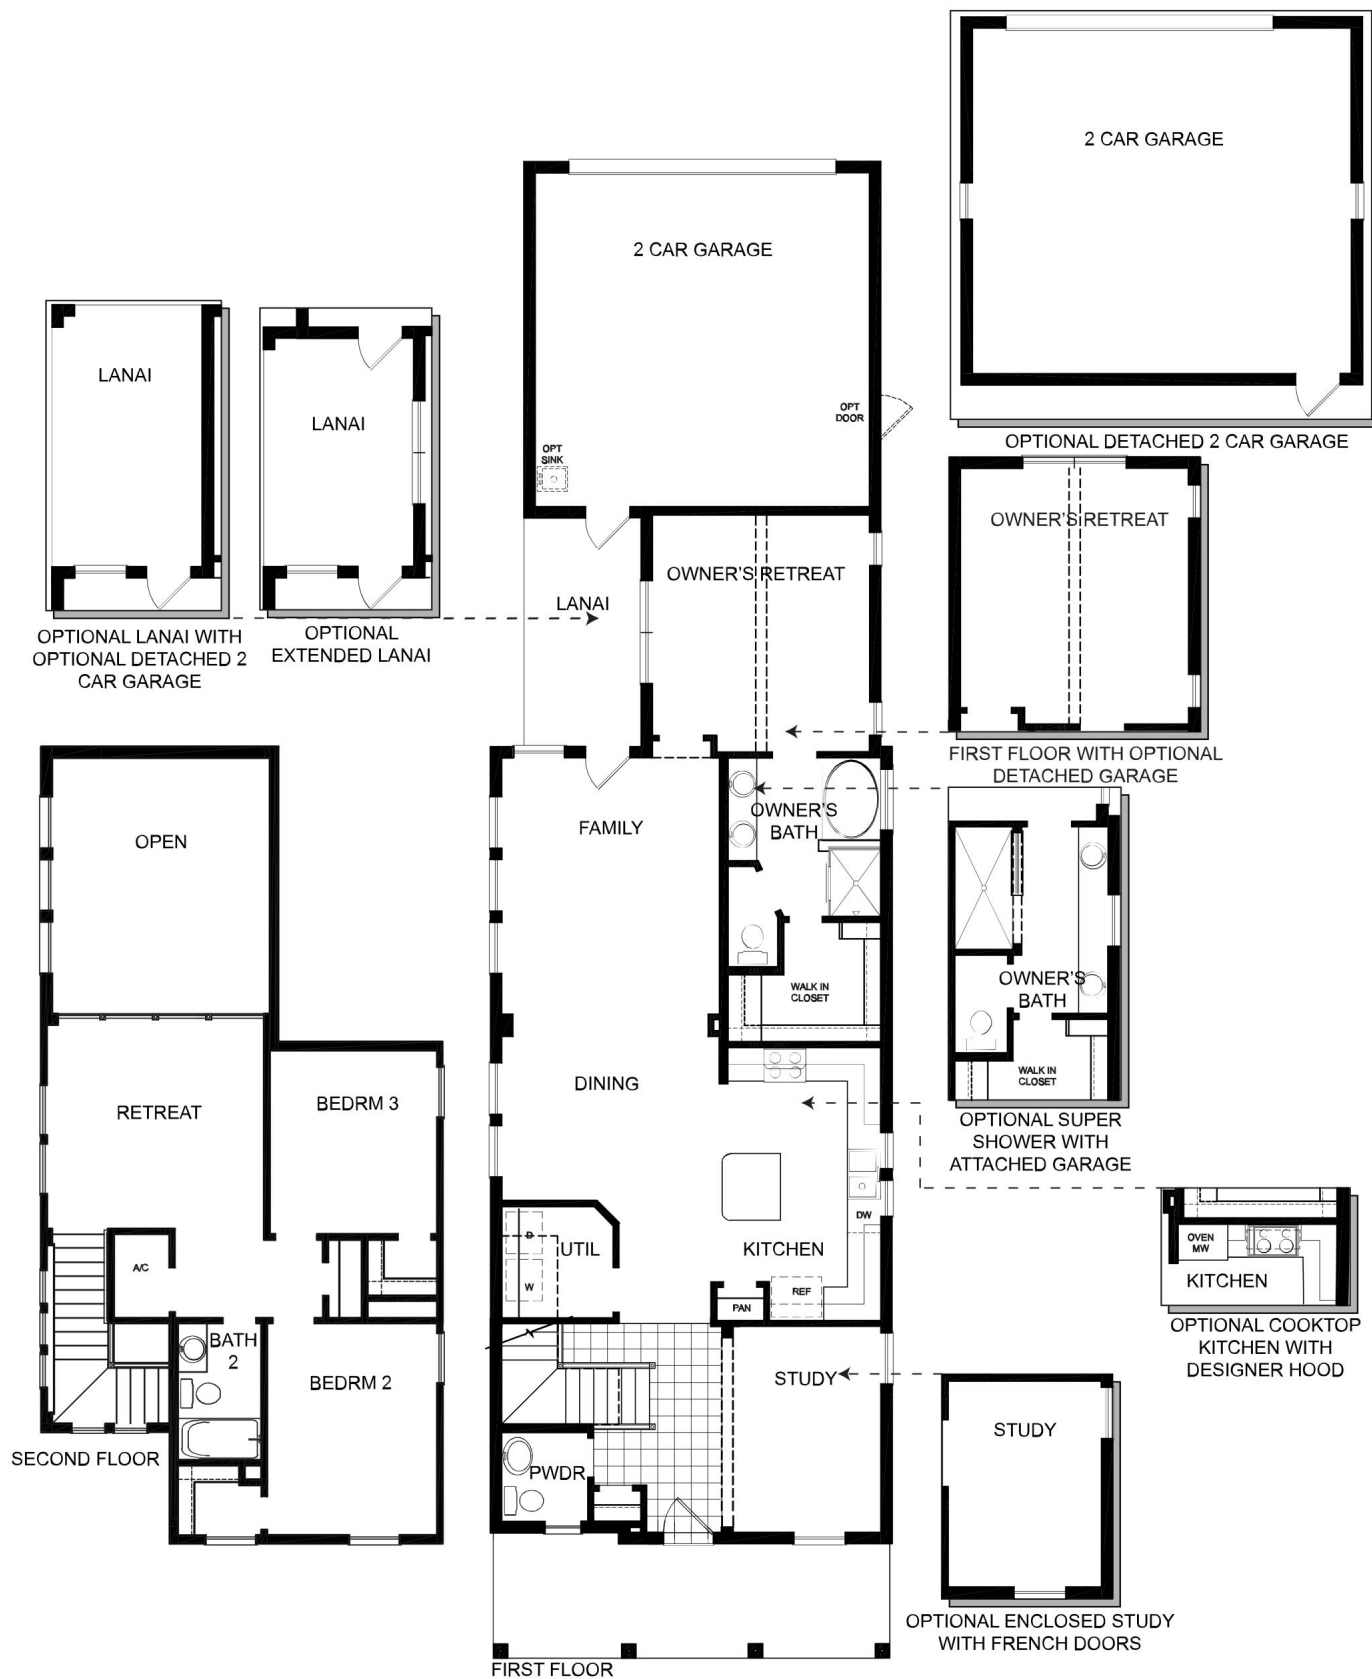 2 CAR GARAGE
OPTIONAL DETACHED 2 CAR GARAGE
2 CAR GARAGE
OPT
DOOR
OPT
SINK
LANAI
OPTIONAL LANAI WITH
OPTIONAL DETACHED 2
CAR GARAGE
LANAI
OPTIONAL
EXTENDED LANAI
LANAI
OWNER'S RETREAT
OWNER'S RETREAT
FIRST FLOOR WITH OPTIONAL
DETACHED GARAGE
OPEN
RETREAT
BEDRM 3
A/C
BATH
2
BEDRM 2
SECOND FLOOR
FAMILY
OWNER'S
BATH
WALK IN
CLOSET
DINING
D
W
UTIL
KITCHEN
DW
REF
PAN
STUDY
PWDR
FIRST FLOOR
OWNER'S
BATH
WALK IN
CLOSET
OPTIONAL SUPER
SHOWER WITH
ATTACHED GARAGE
OVEN
MW
KITCHEN
OPTIONAL COOKTOP
KITCHEN WITH
DESIGNER HOOD
STUDY
OPTIONAL ENCLOSED STUDY
WITH FRENCH DOORS